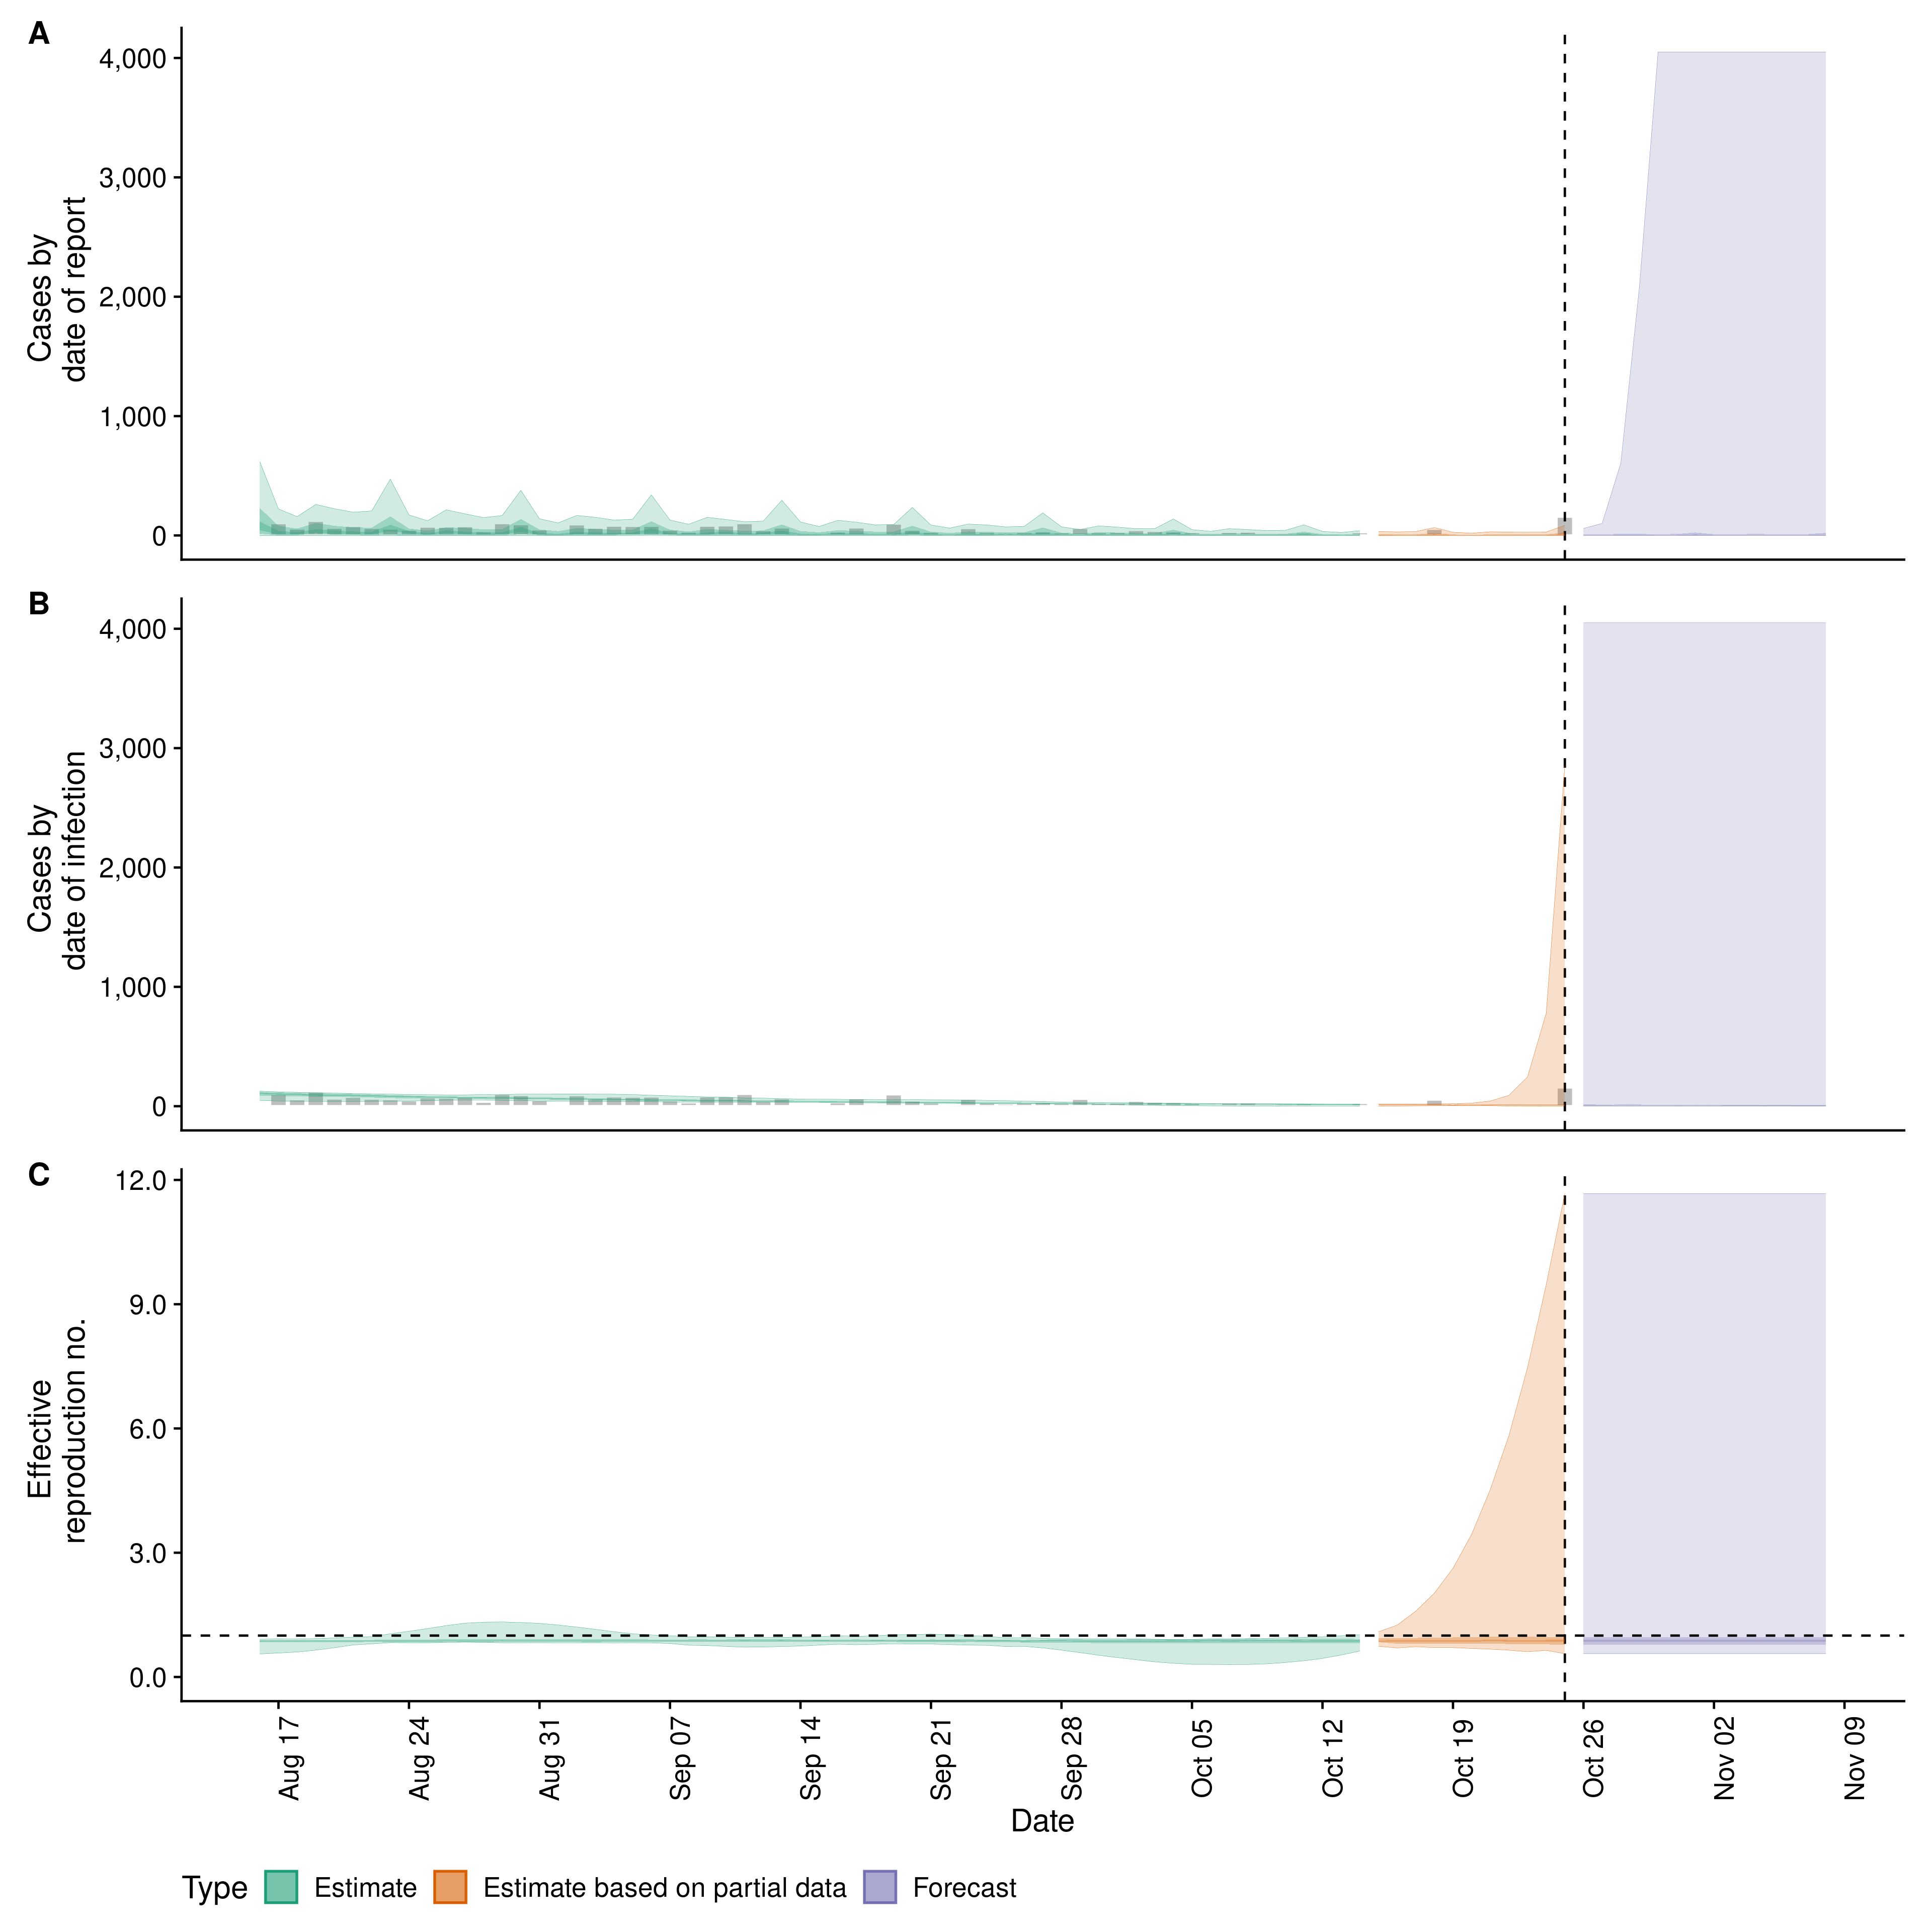 A
4,000
3,000
2,000
1,000
0
Cases by
date of report
B
4,000
3,000
2,000
1,000
0
Cases by
date of infection
C
12.0
9.0
6.0
3.0
0.0
Effective
reproduction no.
Aug 17
Aug 24
Aug 31
Sep 07
Sep 14
Sep 21
Sep 28
Oct 05
Oct 12
Oct 19
Oct 26
Nov 02
Nov 09
Date
Type Estimate Estimate based on partial data Forecast